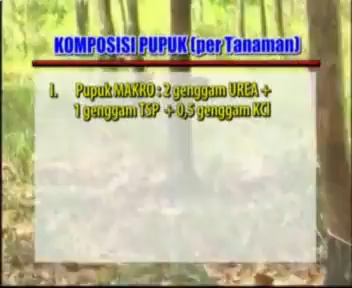 KOMPOSISI PUPUK (per Tanaman)
I. Pupuk MAKRO : 2 genggam UREA +
1 genggam TSP + 0,5 genggam KCl